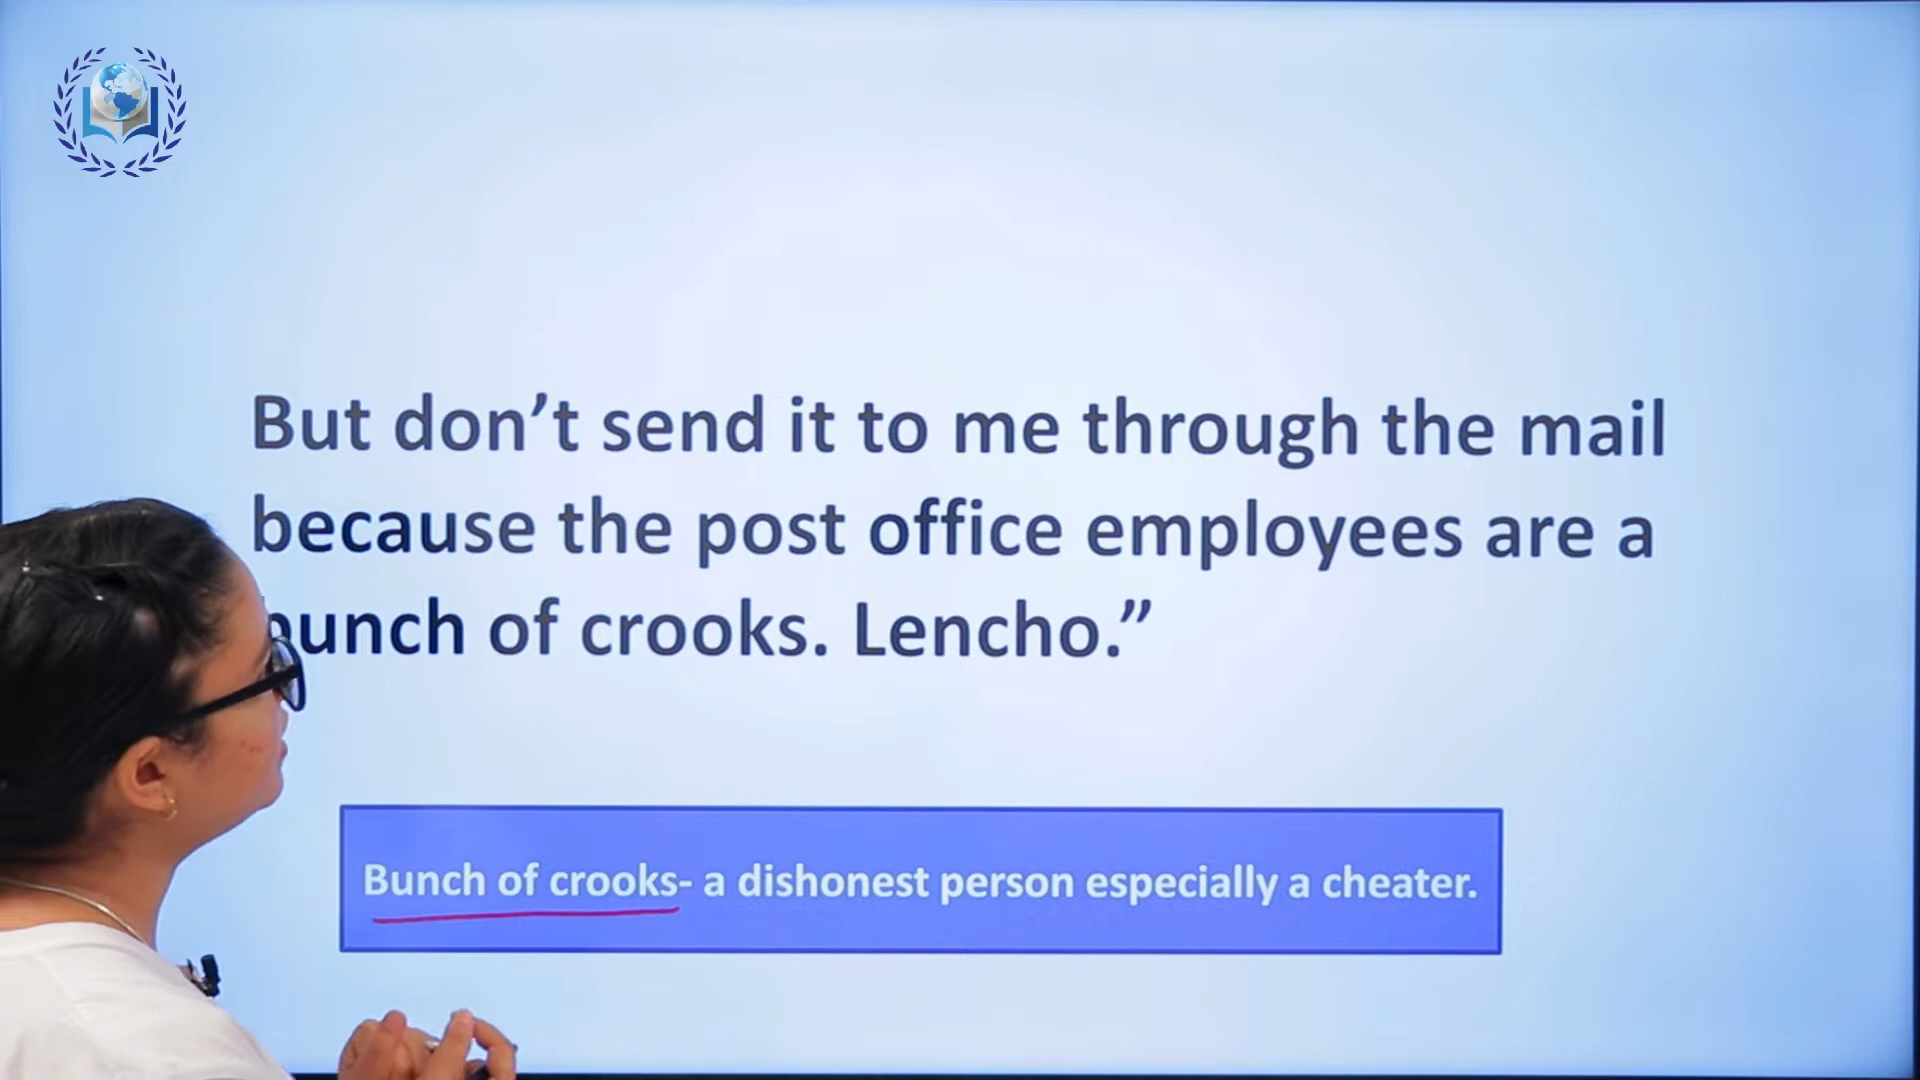 But don’t send it to me through the mail
because the post office employees are a
bunch of crooks. Lencho.”
Bunch of crooks- a dishonest person especially a cheater.